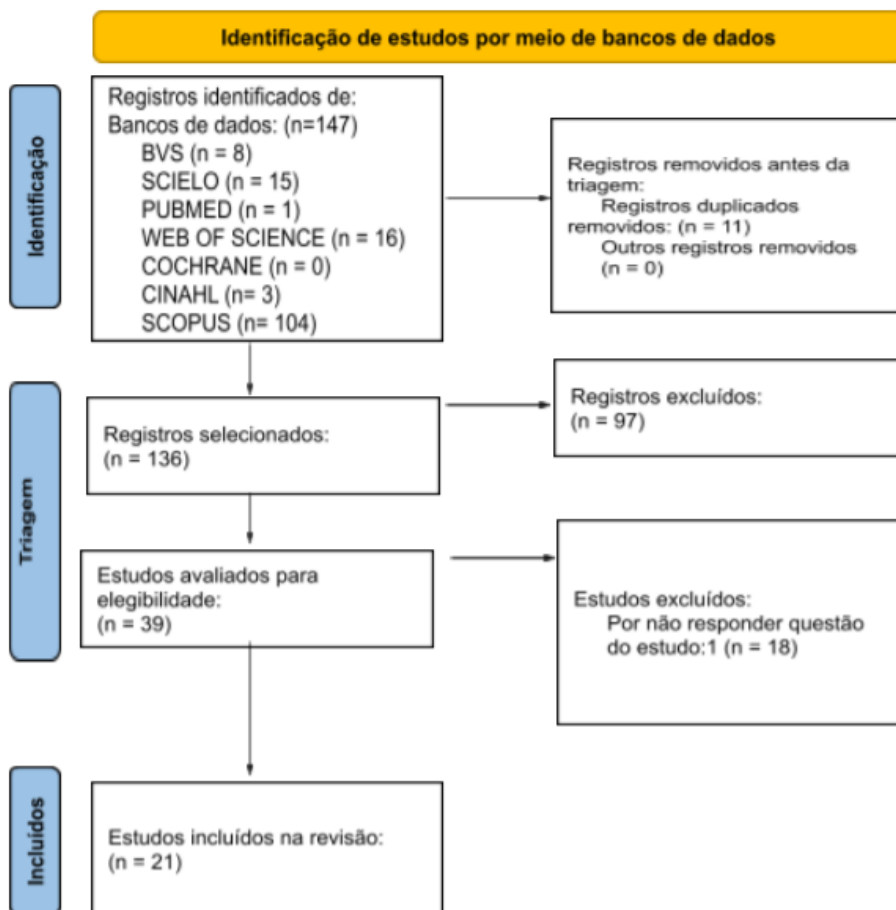 Identificação de estudos por meio de bancos de dados
Identificação
Registros identificados de:
Bancos de dados: (n=147)
BVS (n = 8)
SCIELO (n = 15)
PUBMED (n = 1)
WEB OF SCIENCE (n = 16)
COCHRANE (n = 0)
CINAHL (n= 3)
SCOPUS (n= 104)
Registros removidos antes da
triagem:
Registros duplicados
removidos: (n = 11)
Outros registros removidos
(n = 0)
Triagem
Registros selecionados:
(n = 136)
Registros excluídos:
(n = 97)
Estudos avaliados para
elegibilidade:
(n = 39)
Estudos excluídos:
Por não responder questão
do estudo:1 (n = 18)
Incluídos
Estudos incluídos na revisão:
(n = 21)